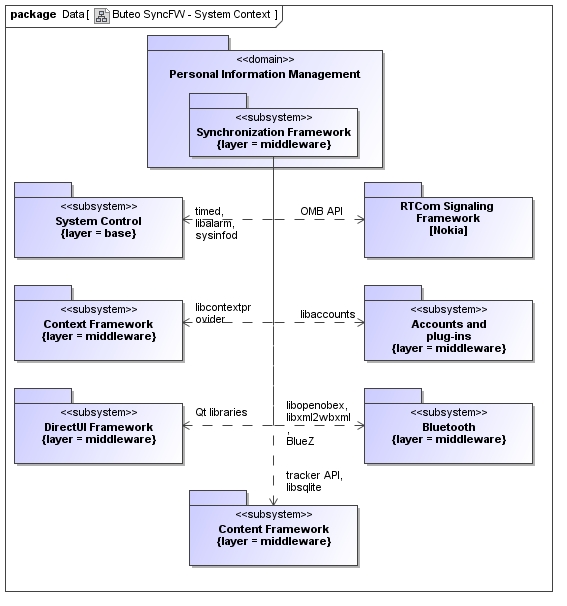 package Data [ Buteo SyncFW - System Context ]
<<domain>>
Personal Information Management
<<subsystem>>
Synchronization Framework
{layer = middleware}
<<subsystem>>
System Control
{layer = base}
timed,
libalarm,
sysinfod
OMB API
<<subsystem>>
RTCom Signaling
Framework
[Nokia]
<<subsystem>>
Context Framework
{layer = middleware}
libcontextpr
ovider
libaccounts
<<subsystem>>
Accounts and
plug-ins
{layer = middleware}
<<subsystem>>
DirectUI Framework
{layer = middleware}
Qt libraries
libopenobex,
libxml2wbxml
,
BlueZ
<<subsystem>>
Bluetooth
{layer = middleware}
tracker API,
libsqlite
<<subsystem>>
Content Framework
{layer = middleware}